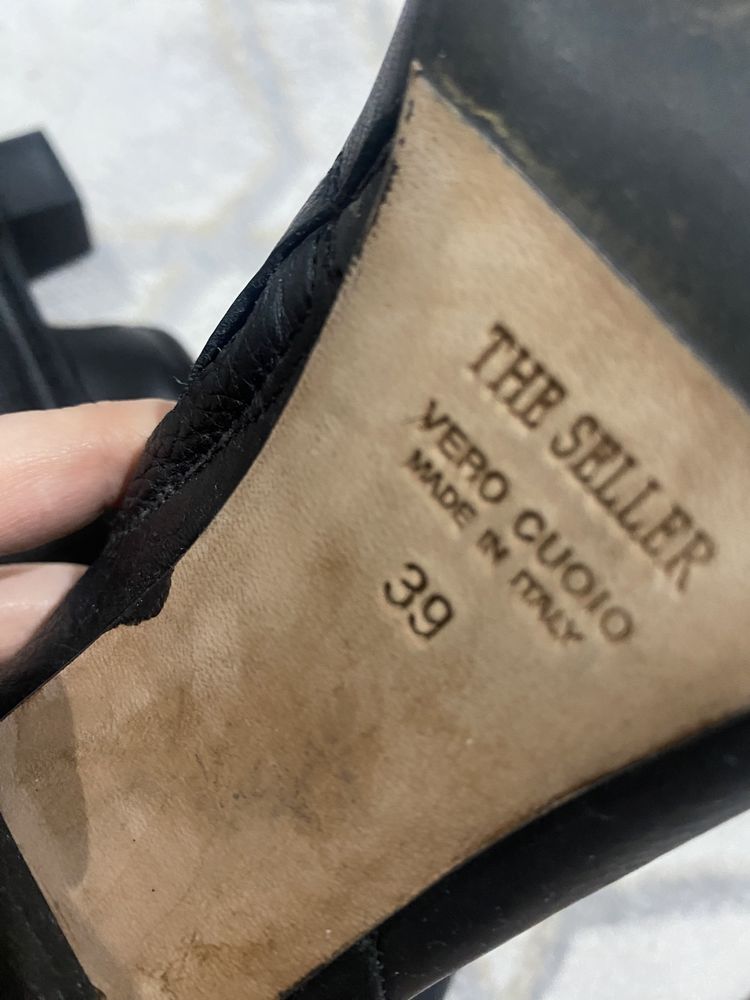 THE SELLER
VERO CUOIO
MADE IN ITALY
39